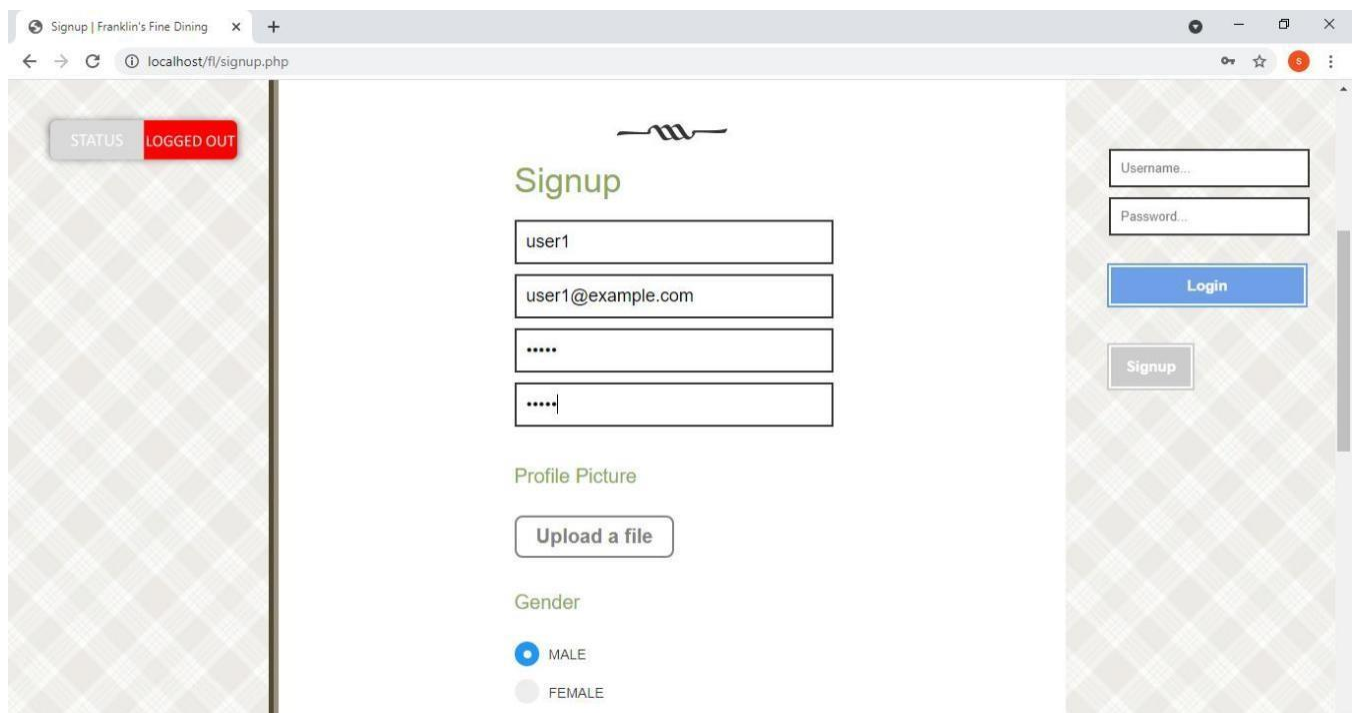 Signup | Franklin's Fine Dining
localhost/fl/signup.php
S
STATUS LOGGED OUT
Signup
user1
user1@example.com
•••••
•••••
Profile Picture
Upload a file
Gender
MALE
FEMALE
Username...
Password...
Login
Signup